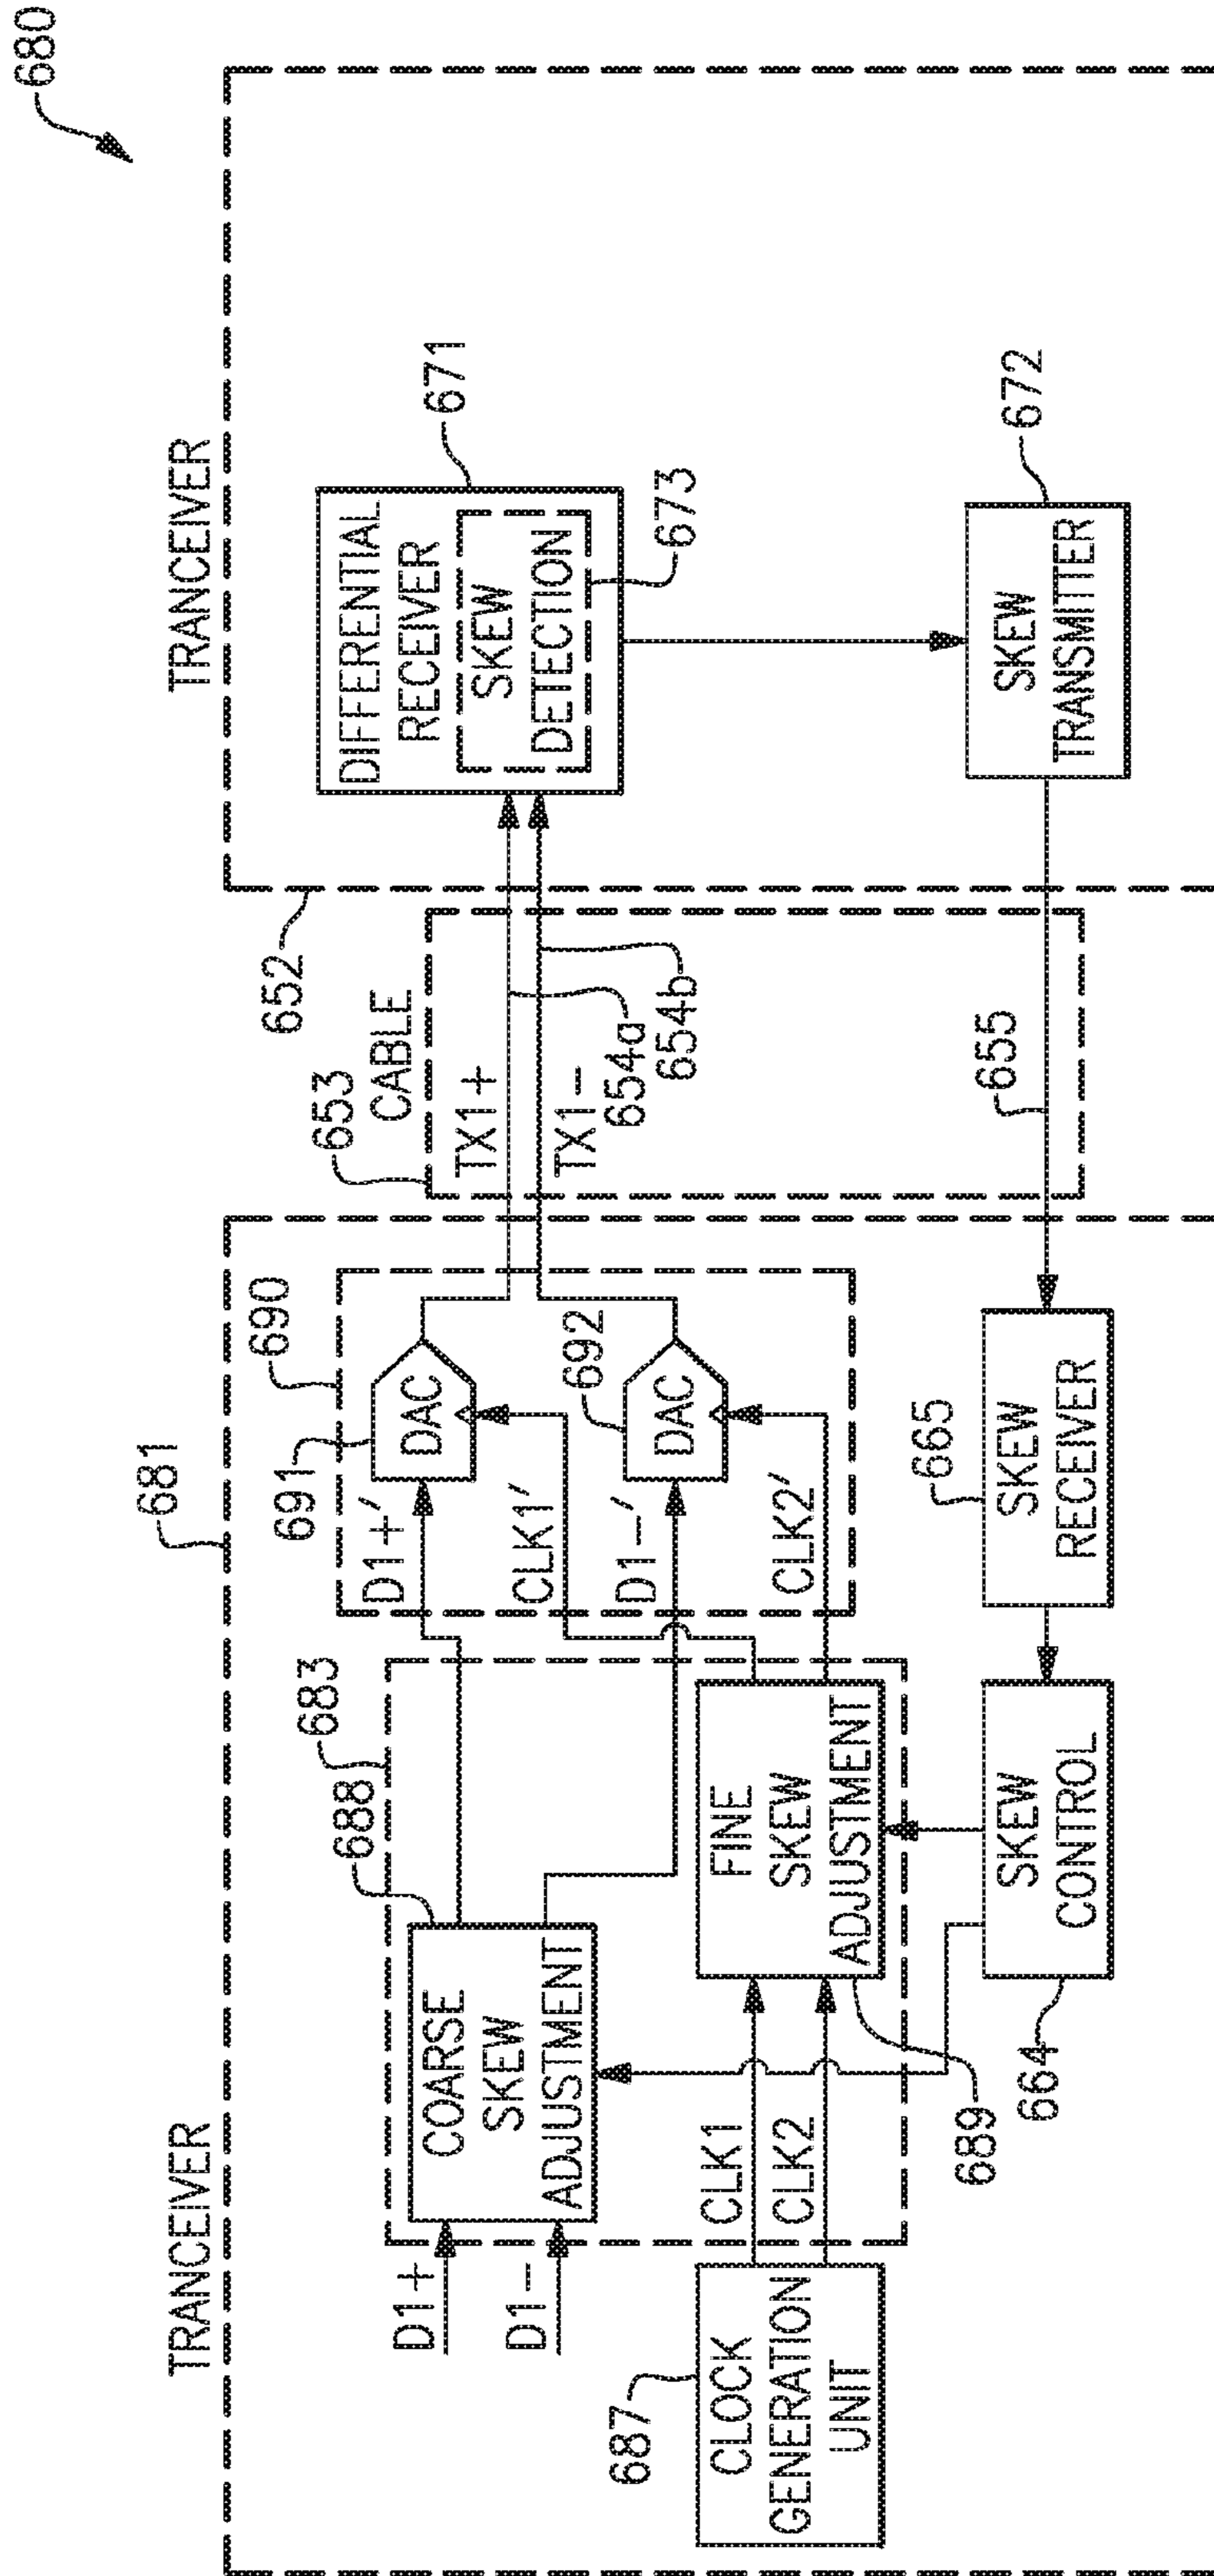 680
TRANCEIVER
TRANCEIVER
681
652
653
CABLE
690
683
688
691
692
D1+
D1−
COARSE
SKEW
ADJUSTMENT
D1+′
CLK1′
D1−′
CLK2′
DAC
DAC
TX1+
TX1−
654a
654b
DIFFERENTIAL
RECEIVER
SKEW
DETECTION
671
673
687
CLOCK
GENERATION
UNIT
CLK1
CLK2
FINE
SKEW
ADJUSTMENT
689
664
SKEW
CONTROL
665
SKEW
RECEIVER
655
SKEW
TRANSMITTER
672